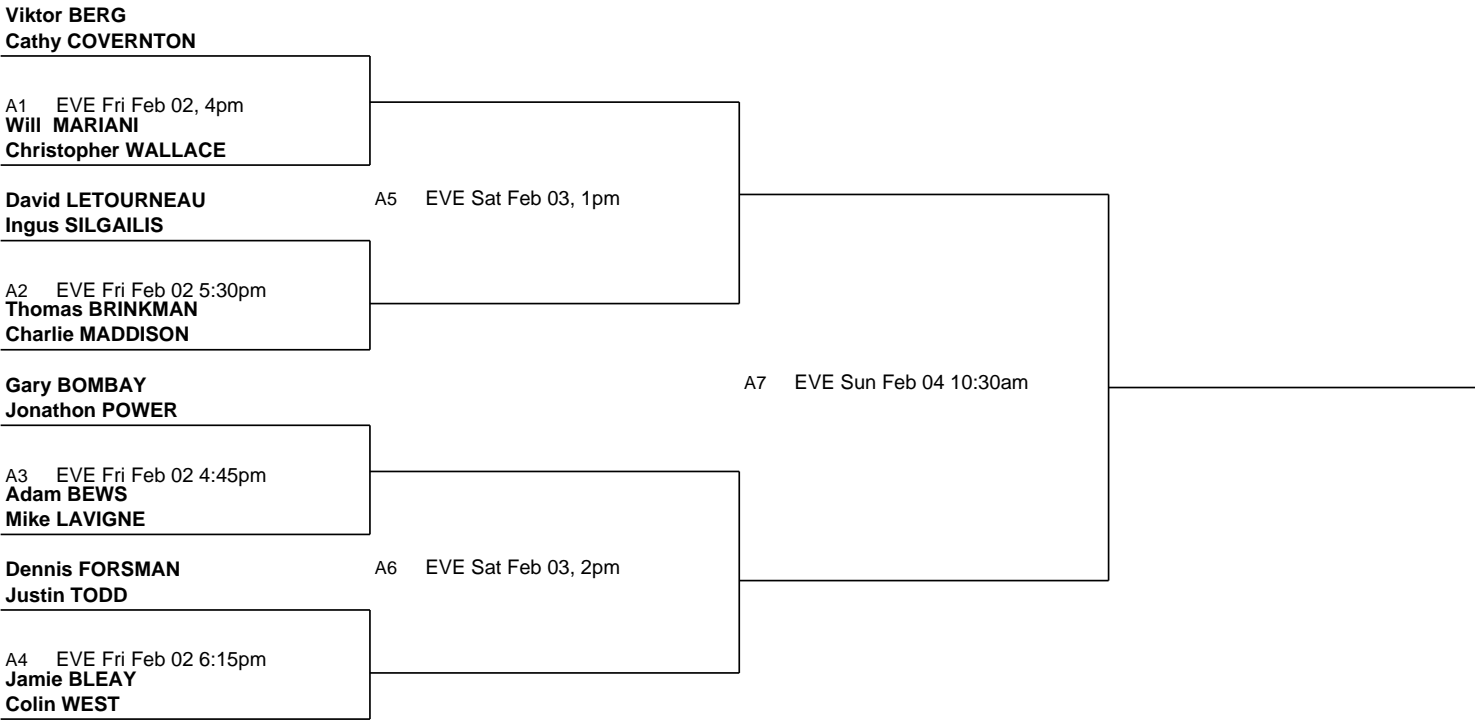 Viktor BERG
Cathy COVERNTON
A1 EVE Fri Feb 02, 4pm
Will MARIANI
Christopher WALLACE
David LETOURNEAU
Ingus SILGAILIS
A5 EVE Sat Feb 03, 1pm
A2 EVE Fri Feb 02 5:30pm
Thomas BRINKMAN
Charlie MADDISON
Gary BOMBAY
Jonathon POWER
A7 EVE Sun Feb 04 10:30am
A3 EVE Fri Feb 02 4:45pm
Adam BEWS
Mike LAVIGNE
Dennis FORSMAN
Justin TODD
A6 EVE Sat Feb 03, 2pm
A4 EVE Fri Feb 02 6:15pm
Jamie BLEAY
Colin WEST